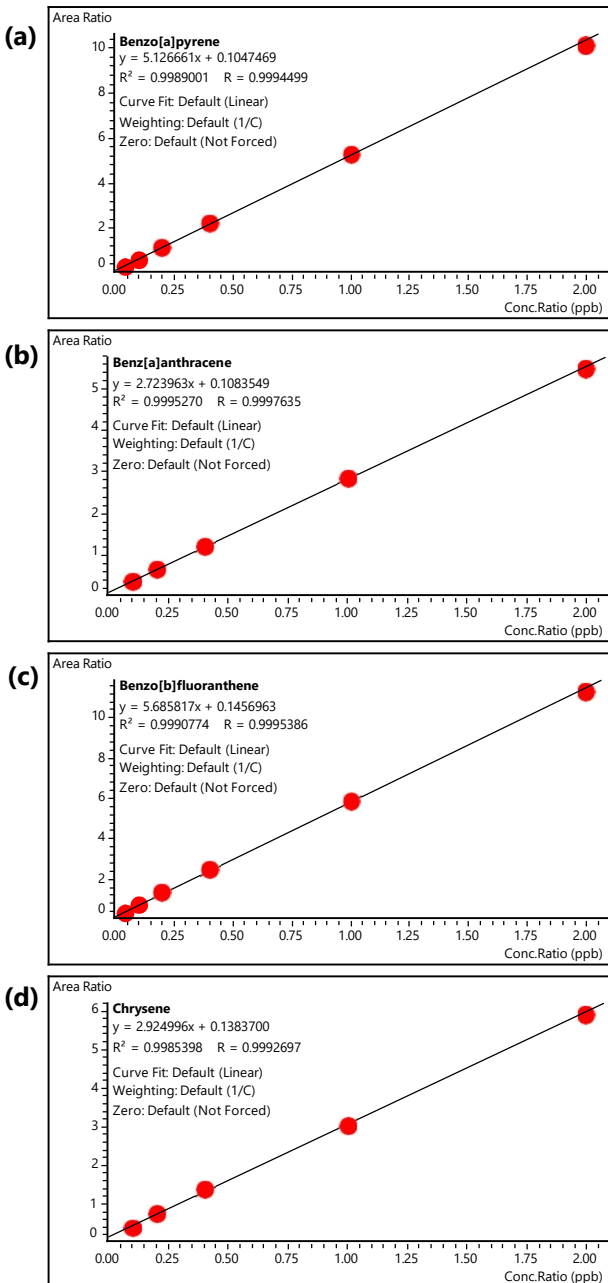 (a)
Area Ratio
Benzo[a]pyrene
y = 5.126661x + 0.1047469
R² = 0.9989001 R = 0.9994499
Curve Fit: Default (Linear)
Weighting: Default (1/C)
Zero: Default (Not Forced)
10
8
6
4
2
0
0.00 0.25 0.50 0.75 1.00 1.25 1.50 1.75 2.00
Conc.Ratio (ppb)
(b)
Area Ratio
Benz[a]anthracene
y = 2.723963x + 0.1083549
R² = 0.9995270 R = 0.9997635
Curve Fit: Default (Linear)
Weighting: Default (1/C)
Zero: Default (Not Forced)
5
4
3
2
1
0
0.00 0.25 0.50 0.75 1.00 1.25 1.50 1.75 2.00
Conc.Ratio (ppb)
(c)
Area Ratio
Benzo[b]fluoranthene
y = 5.685817x + 0.1456963
R² = 0.9990774 R = 0.9995386
Curve Fit: Default (Linear)
Weighting: Default (1/C)
Zero: Default (Not Forced)
10
8
6
4
2
0
0.00 0.25 0.50 0.75 1.00 1.25 1.50 1.75 2.00
Conc.Ratio (ppb)
(d)
Area Ratio
Chrysene
y = 2.924996x + 0.1383700
R² = 0.9985398 R = 0.9992697
Curve Fit: Default (Linear)
Weighting: Default (1/C)
Zero: Default (Not Forced)
6
5
4
3
2
1
0
0.00 0.25 0.50 0.75 1.00 1.25 1.50 1.75 2.00
Conc.Ratio (ppb)